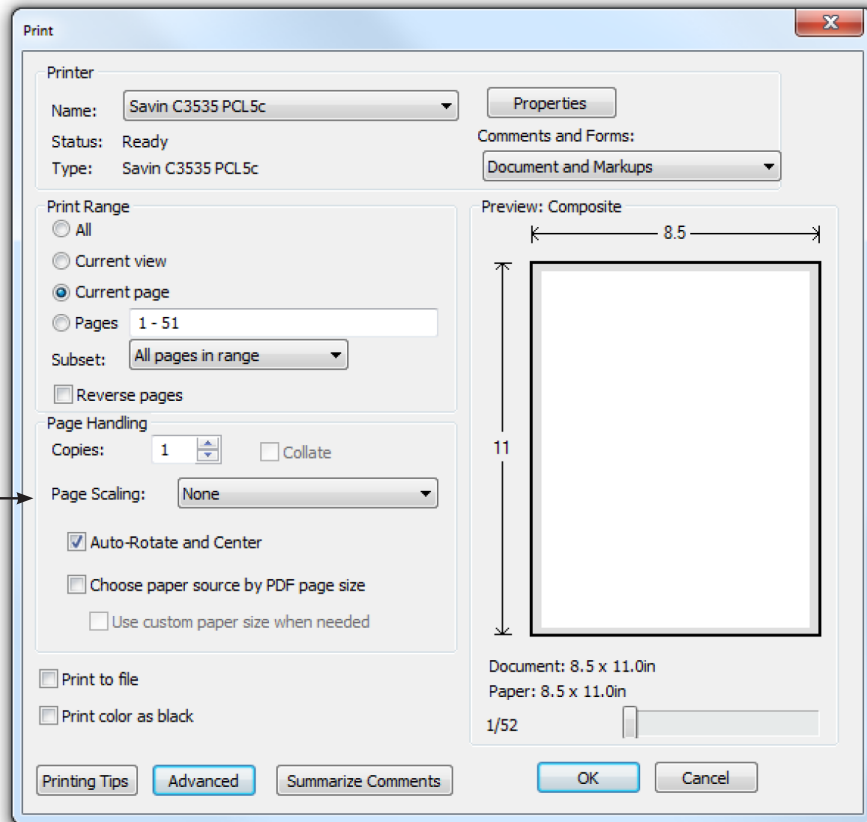 Print
Printer
Name: Savin C3535 PCL5c Properties
Status: Ready Comments and Forms:
Type: Savin C3535 PCL5c Document and Markups
Print Range
All
Current view
Current page
Pages 1 - 51
Subset: All pages in range
Reverse pages
Page Handling
Copies: 1 Collate
Page Scaling: None
Auto-Rotate and Center
Choose paper source by PDF page size
Use custom paper size when needed
Print to file
Print color as black
Preview: Composite
8.5
11
Document: 8.5 x 11.0in
Paper: 8.5 x 11.0in
1/52
Printing Tips Advanced Summarize Comments OK Cancel